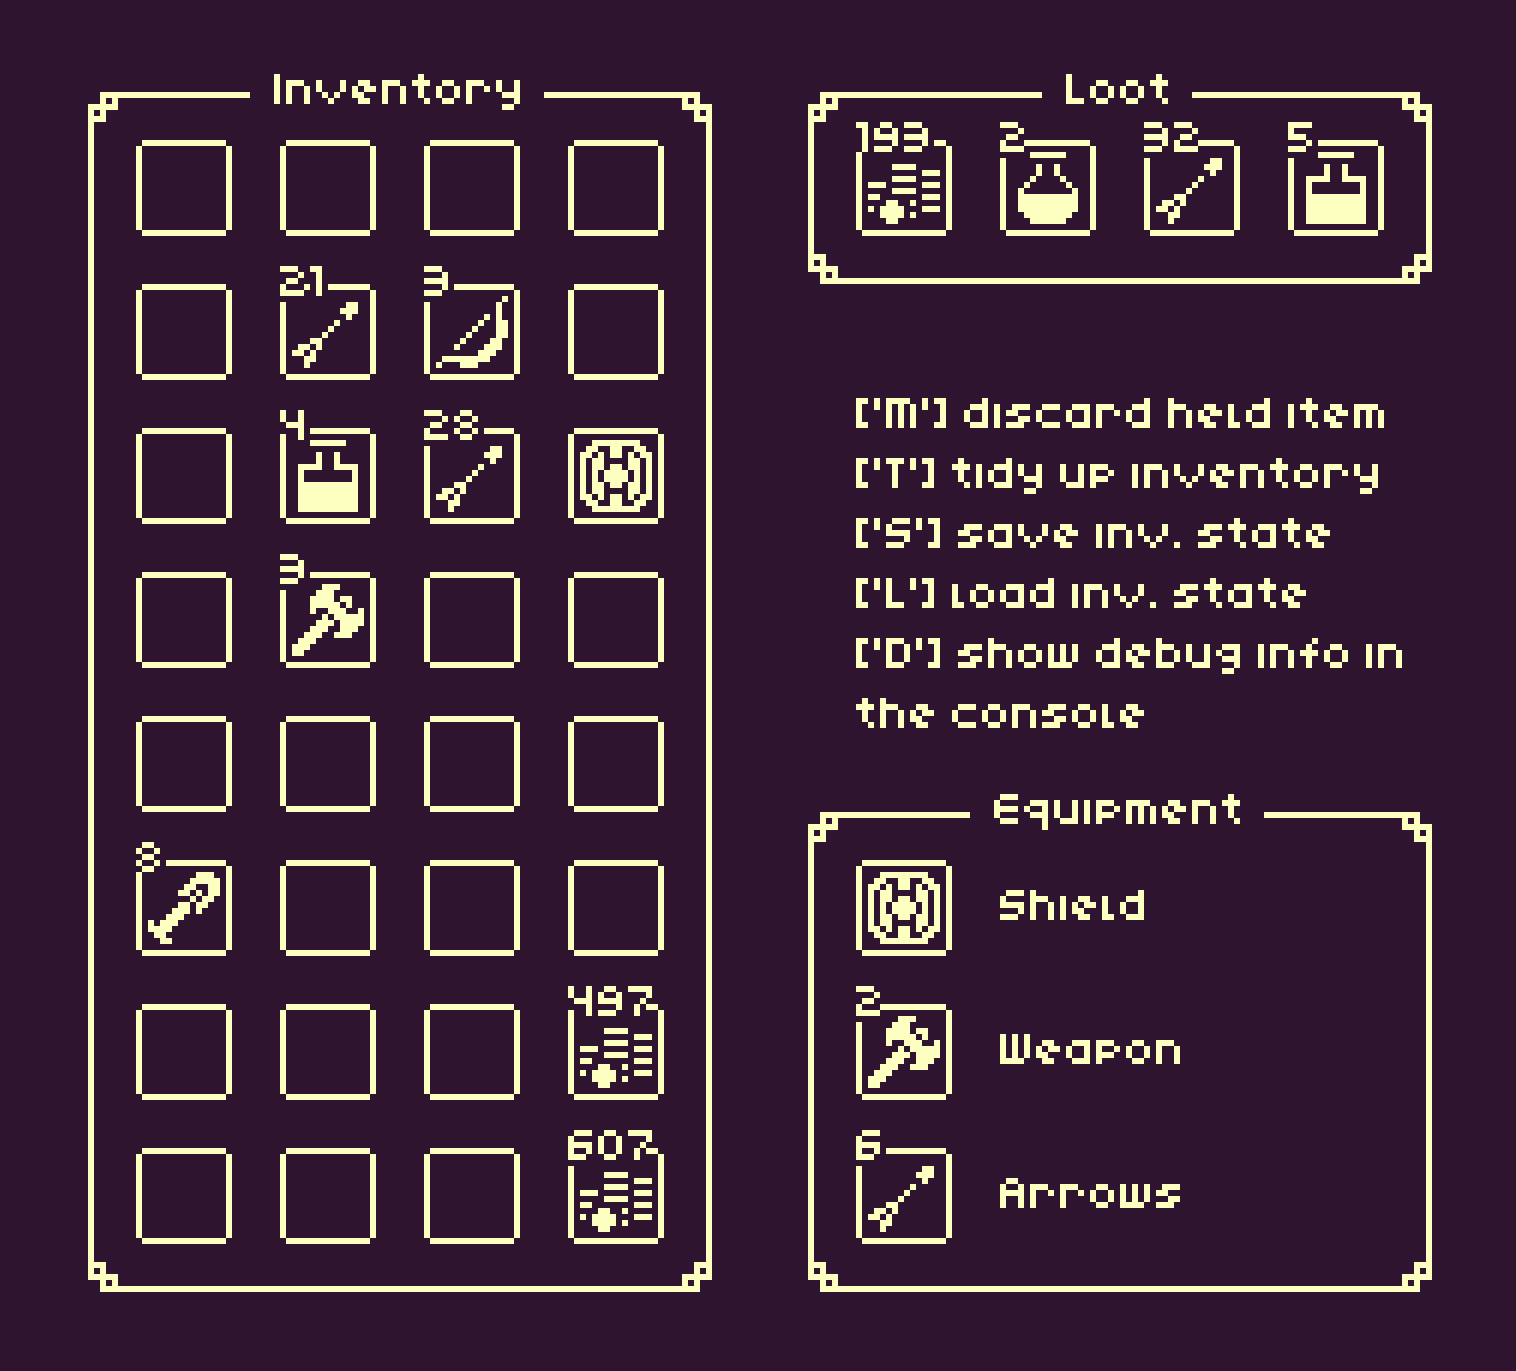 Inventory
21 3
4 28
3
8
497
607
Loot
193 2 32 5
['M'] discard held item
['T'] tidy up inventory
['S'] save inv. state
['L'] load inv. state
['D'] show debug info in
the console
Equipment
Shield
2 Weapon
6 Arrows